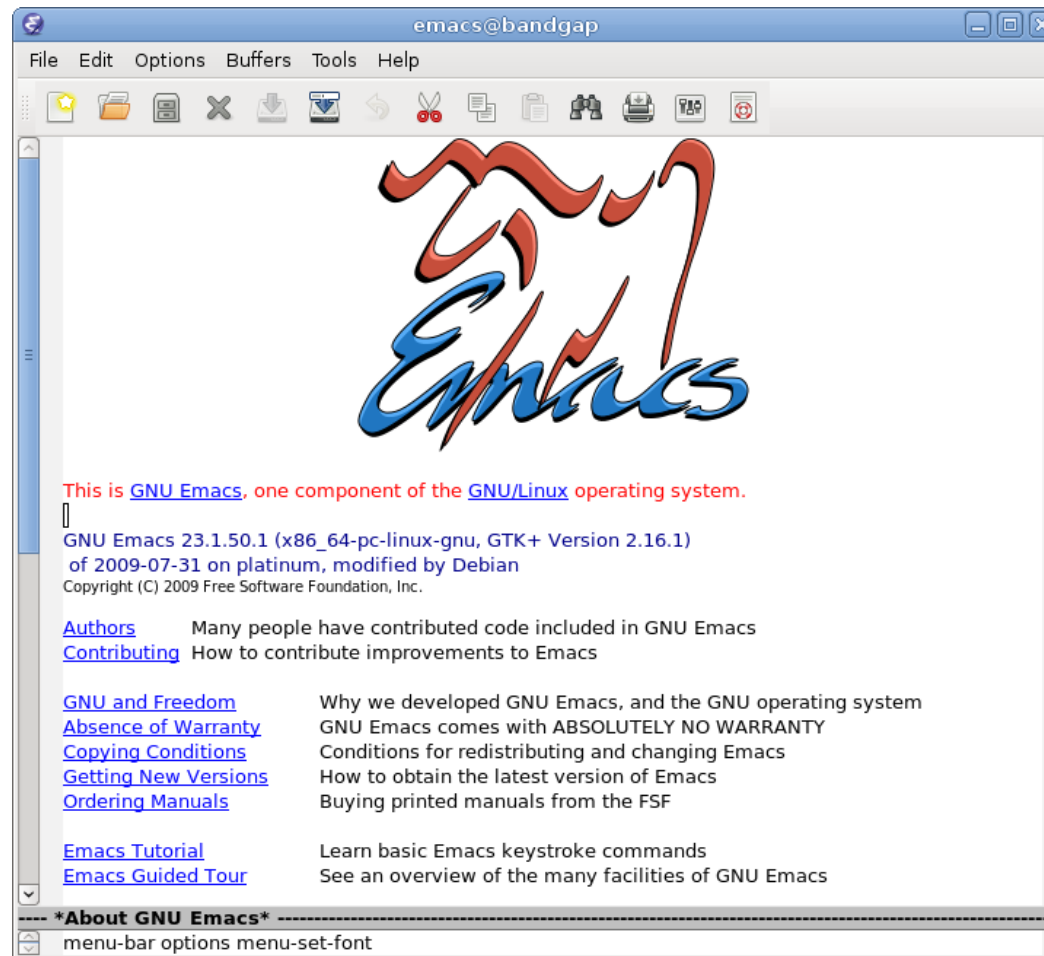 emacs@bandgap
File Edit Options Buffers Tools Help
Emacs
This is GNU Emacs, one component of the GNU/Linux operating system.
GNU Emacs 23.1.50.1 (x86_64-pc-linux-gnu, GTK+ Version 2.16.1)
of 2009-07-31 on platinum, modified by Debian
Copyright (C) 2009 Free Software Foundation, Inc.
Authors Many people have contributed code included in GNU Emacs
Contributing How to contribute improvements to Emacs
GNU and Freedom Why we developed GNU Emacs, and the GNU operating system
Absence of Warranty GNU Emacs comes with ABSOLUTELY NO WARRANTY
Copying Conditions Conditions for redistributing and changing Emacs
Getting New Versions How to obtain the latest version of Emacs
Ordering Manuals Buying printed manuals from the FSF
Emacs Tutorial Learn basic Emacs keystroke commands
Emacs Guided Tour See an overview of the many facilities of GNU Emacs
---- *About GNU Emacs* ----------------------------------------
menu-bar options menu-set-font